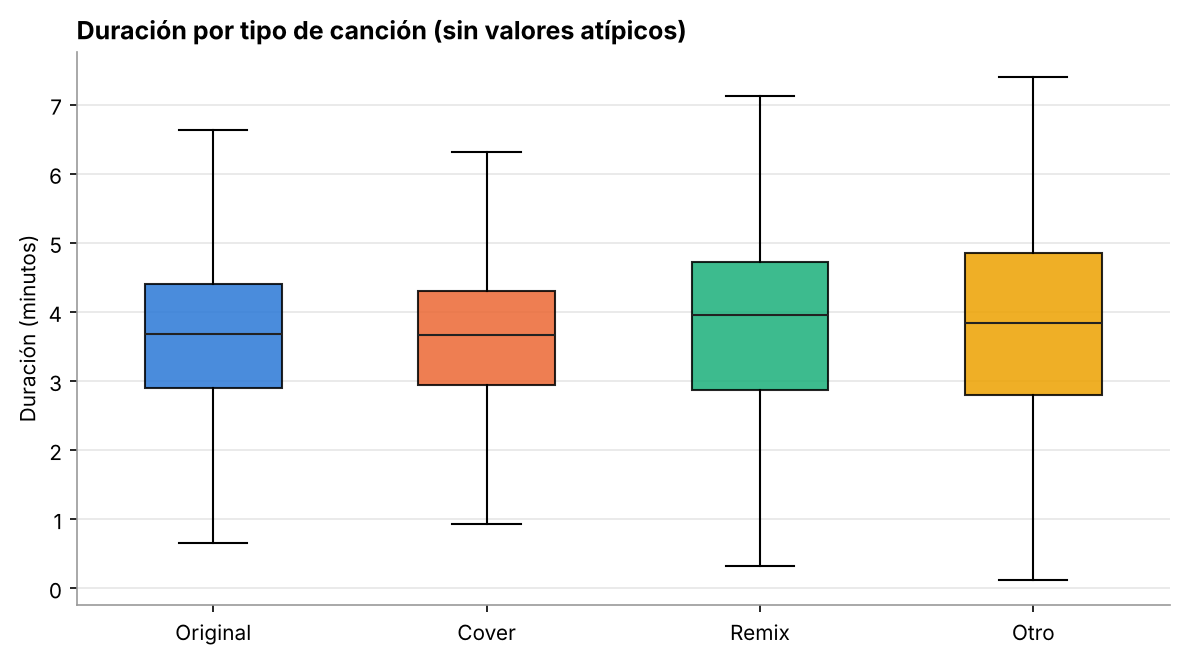 Duración por tipo de canción (sin valores atípicos)
Duración (minutos)
7
6
5
4
3
2
1
0
Original
Cover
Remix
Otro